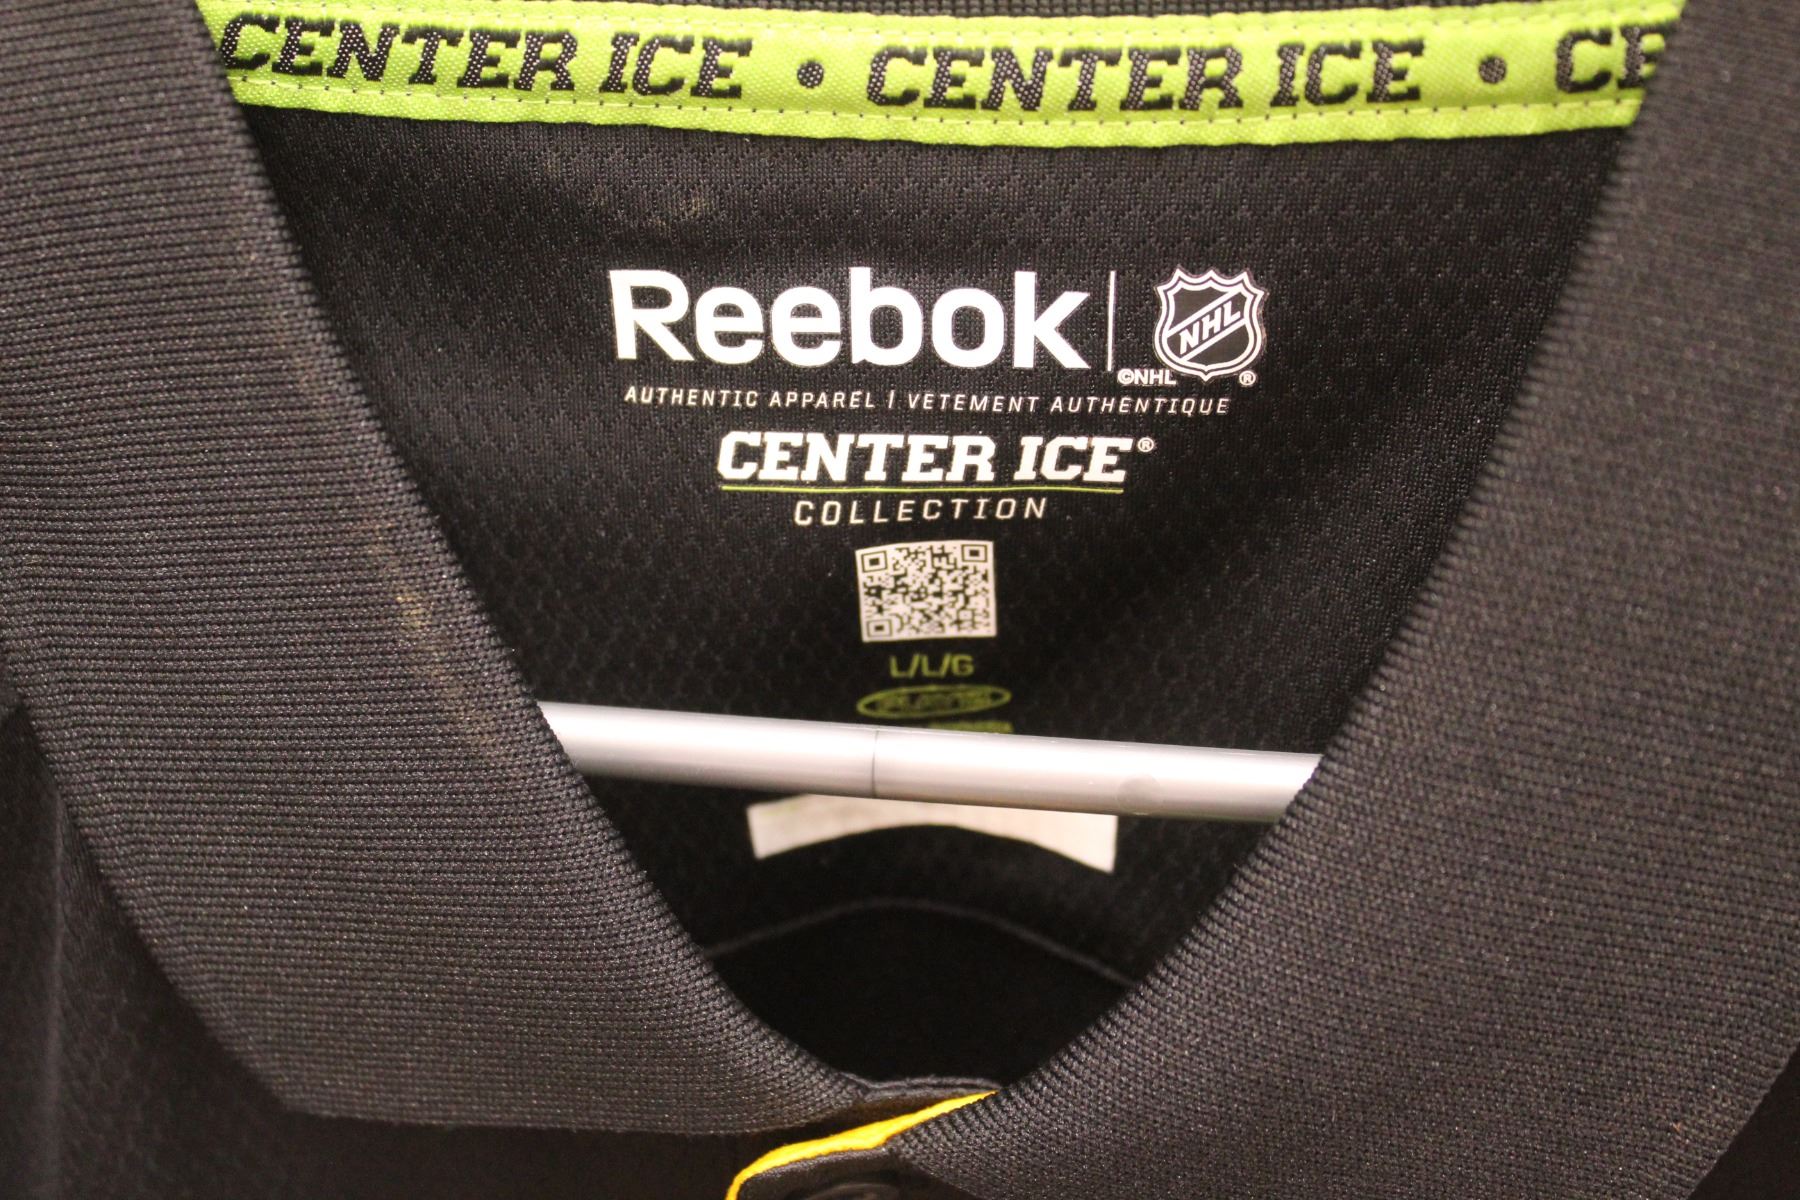 CENTER ICE • CENTER ICE • CE
Reebok | NHL
©NHL ®
AUTHENTIC APPAREL | VETEMENT AUTHENTIQUE
CENTER ICE®
COLLECTION
L/L/G